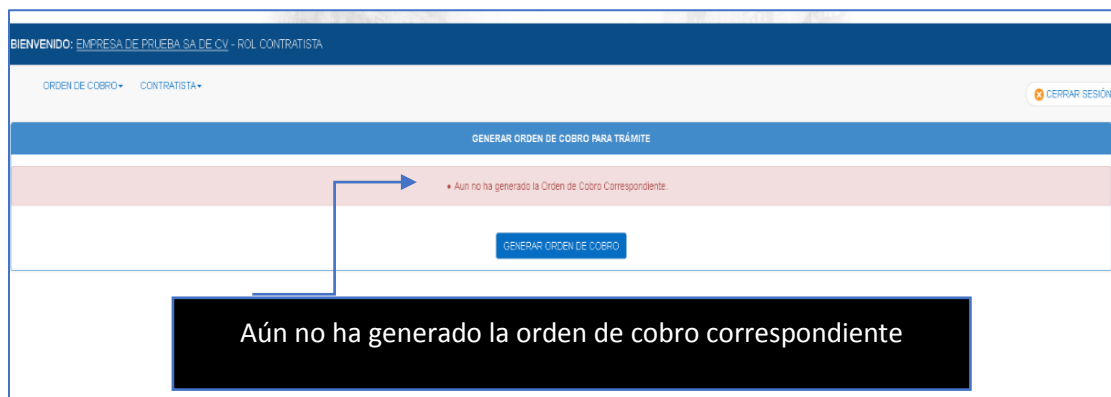 BIENVENIDO: EMPRESA DE PRUEBA SA DE CV - ROL CONTRATISTA
ORDEN DE COBRO CONTRATISTA
CERRAR SESIÓN
GENERAR ORDEN DE COBRO PARA TRÁMITE
• Aun no ha generado la Orden de Cobro Correspondiente.
GENERAR ORDEN DE COBRO
Aún no ha generado la orden de cobro correspondiente